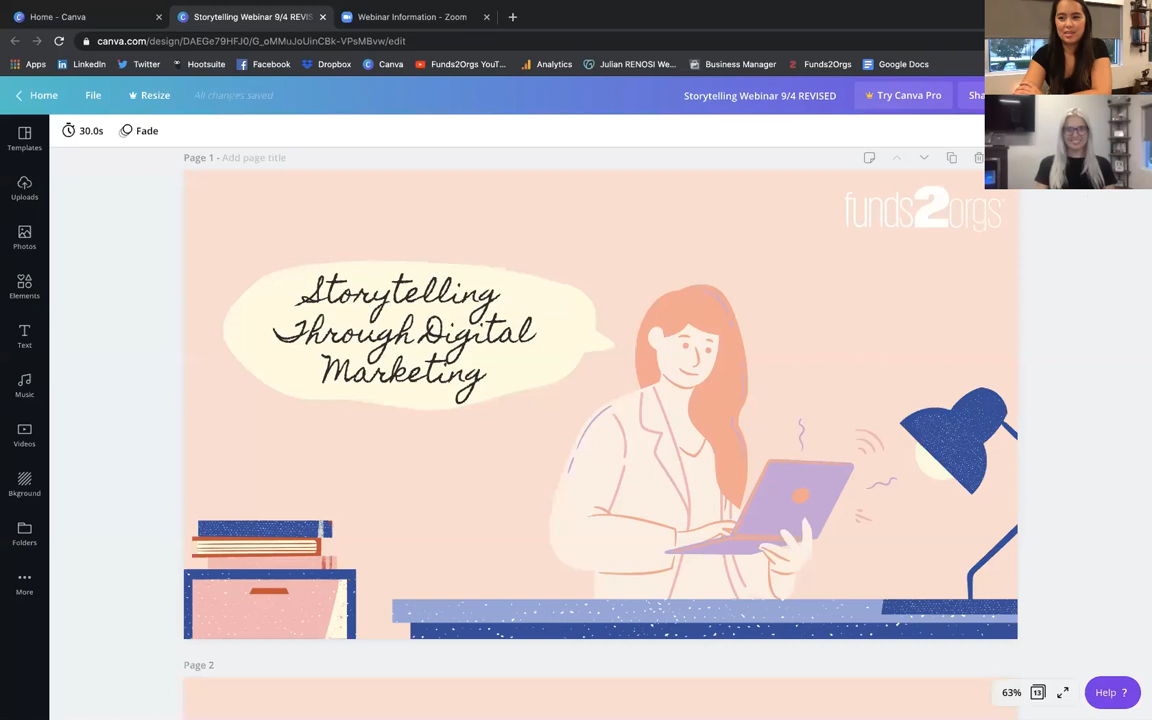 Home - Canva
Storytelling Webinar 9/4 REVIS
Webinar Information - Zoom
canva.com/design/DAEGe79HFJ0/G_oMMuJoUinCBk-VPsMBvw/edit
Apps LinkedIn Twitter Hootsuite Facebook Dropbox Canva Funds2Orgs YouT... Analytics Julian RENOSI We... Business Manager Funds2Orgs Google Docs
Home File Resize All changes saved Storytelling Webinar 9/4 REVISED Try Canva Pro Sha
30.0s Fade
Templates
Uploads
Photos
Elements
Text
Music
Videos
Bkground
Folders
More
Page 1 - Add page title
funds2orgs
Storytelling
Through Digital
Marketing
Page 2
63% 13 Help ?